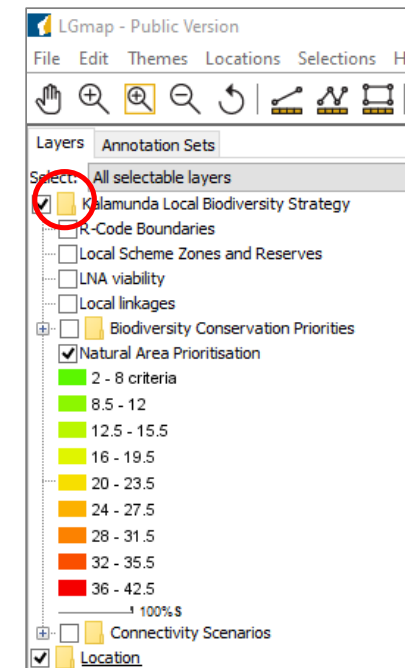 LGmap - Public Version
File Edit Themes Locations Selections H
Layers Annotation Sets
Select: All selectable layers
Kalamunda Local Biodiversity Strategy
R-Code Boundaries
Local Scheme Zones and Reserves
LNA viability
Local linkages
Biodiversity Conservation Priorities
Natural Area Prioritisation
2 - 8 criteria
8.5 - 12
12.5 - 15.5
16 - 19.5
20 - 23.5
24 - 27.5
28 - 31.5
32 - 35.5
36 - 42.5
100% S
Connectivity Scenarios
Location